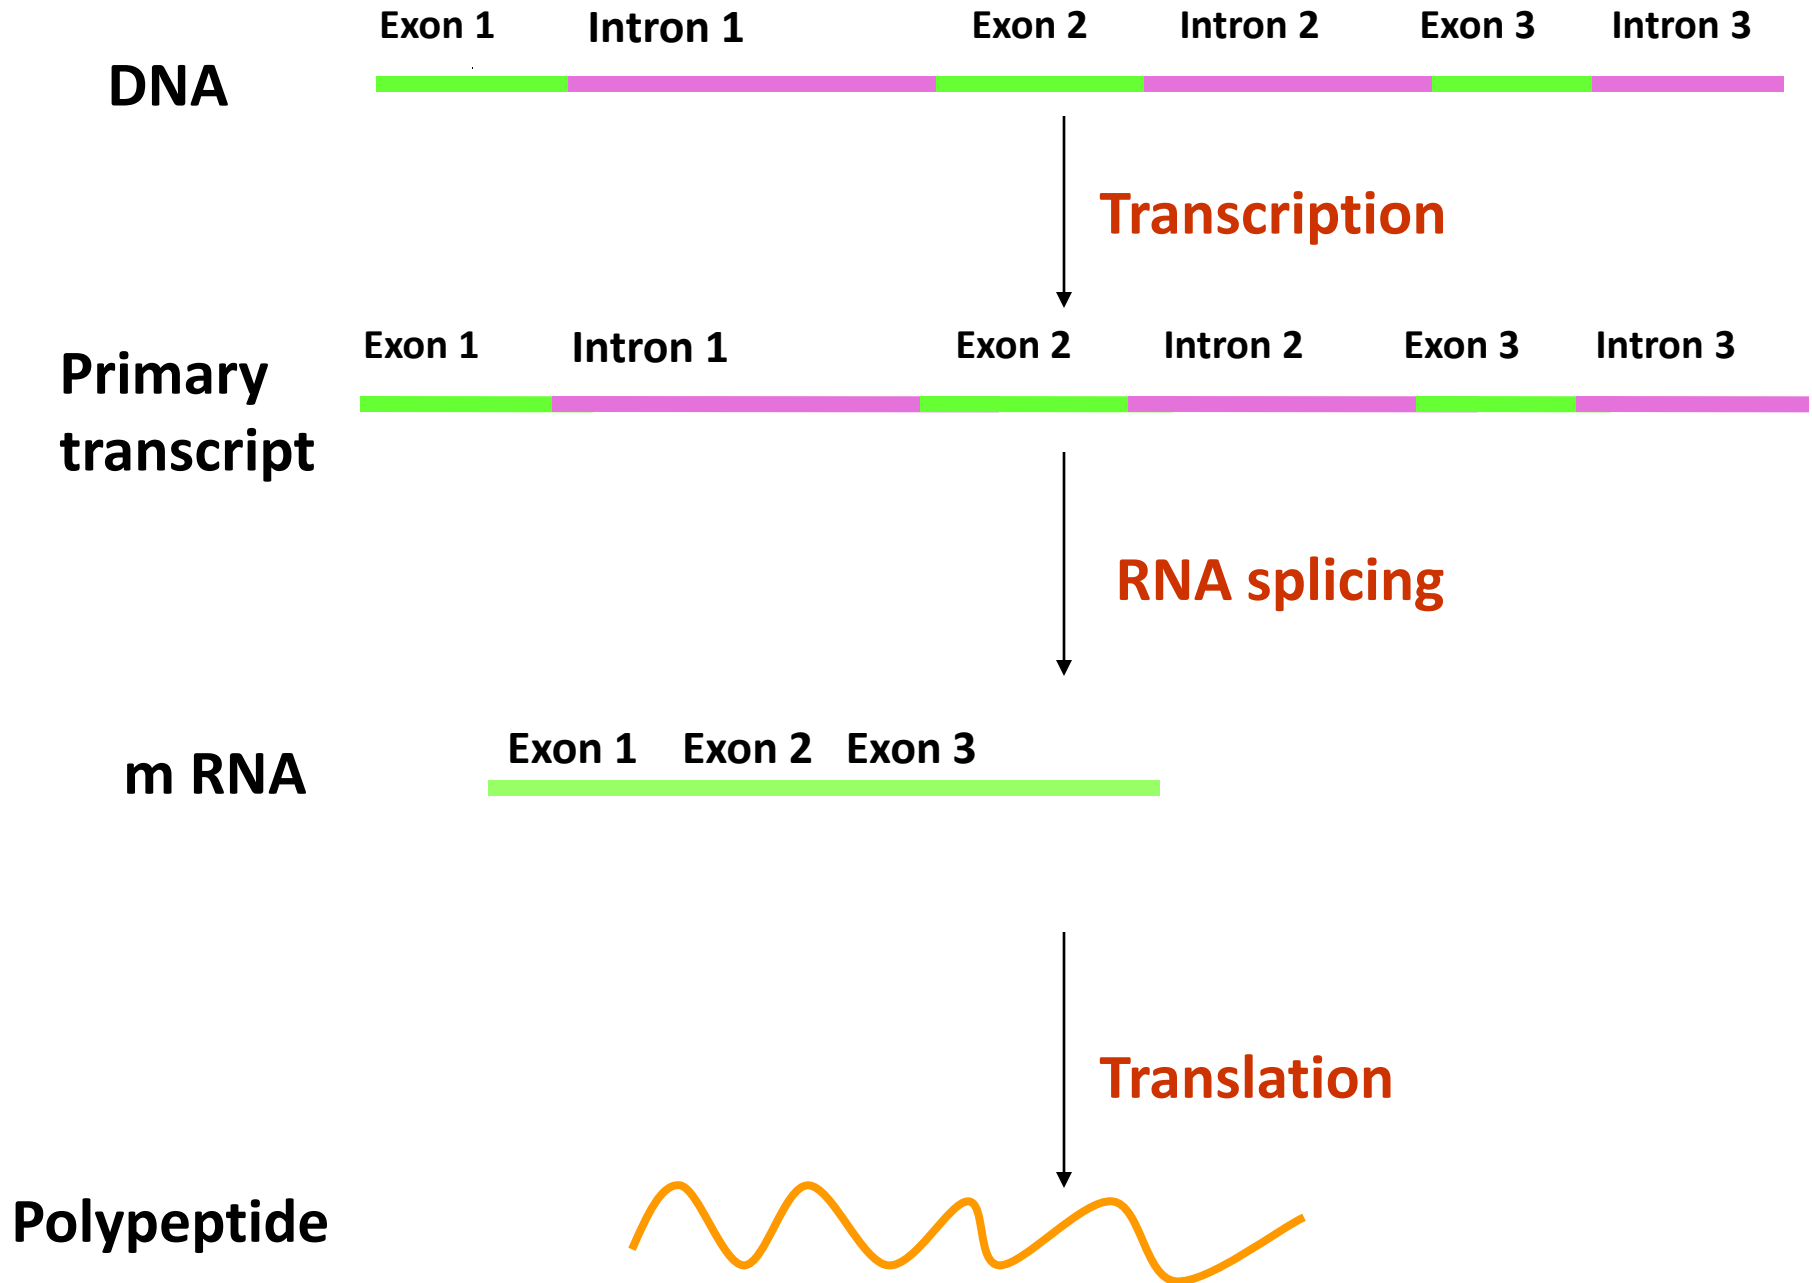 Exon 1 Intron 1 Exon 2 Intron 2 Exon 3 Intron 3
DNA
Transcription
Exon 1 Intron 1 Exon 2 Intron 2 Exon 3 Intron 3
Primary
transcript
RNA splicing
Exon 1 Exon 2 Exon 3
m RNA
Translation
Polypeptide